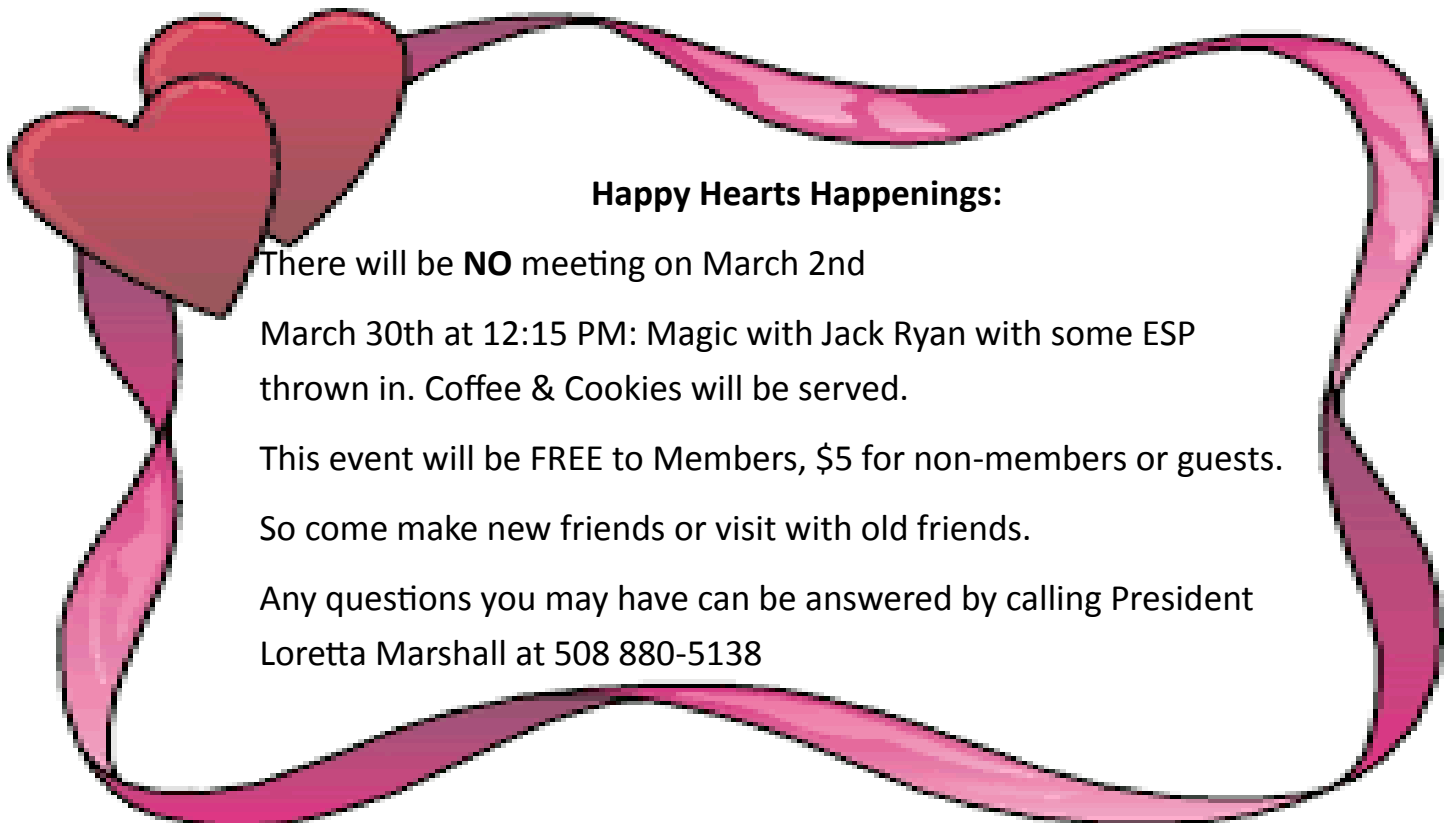 Happy Hearts Happenings:
There will be NO meeting on March 2nd
March 30th at 12:15 PM: Magic with Jack Ryan with some ESP
thrown in. Coffee & Cookies will be served.
This event will be FREE to Members, $5 for non-members or guests.
So come make new friends or visit with old friends.
Any questions you may have can be answered by calling President
Loretta Marshall at 508 880-5138